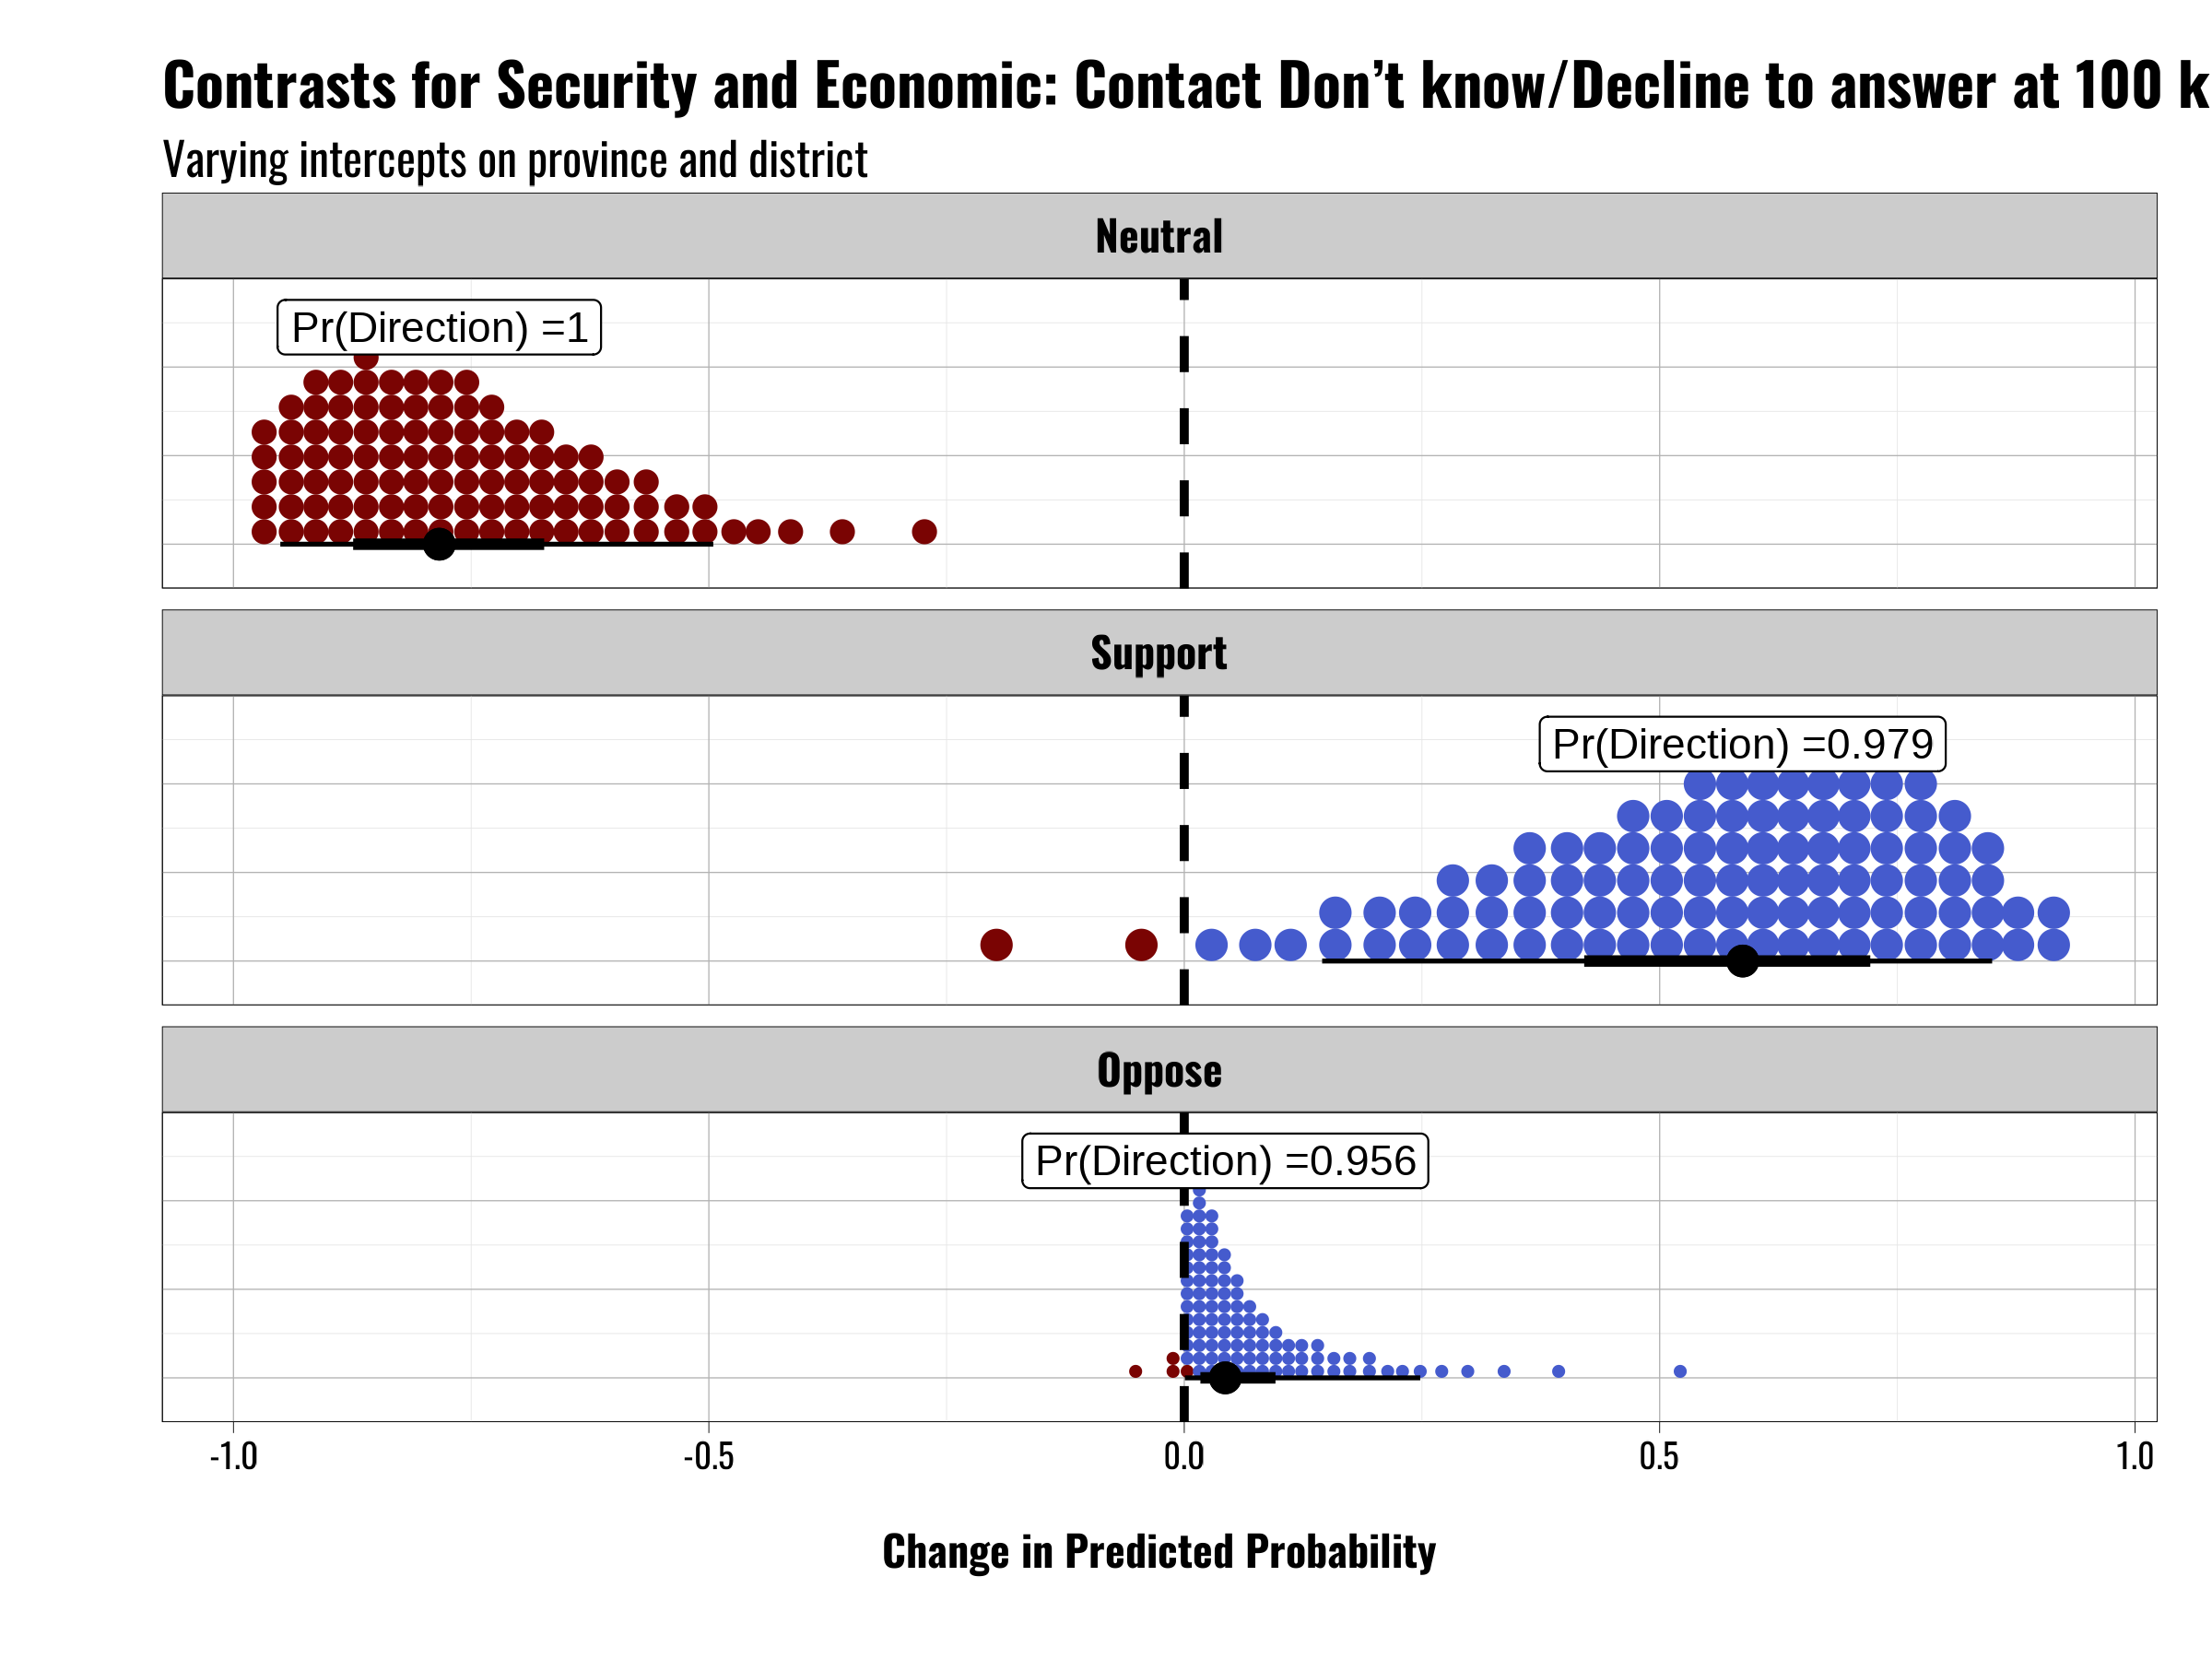 Contrasts for Security and Economic: Contact Don’t know/Decline to answer at 100 k
Varying intercepts on province and district
Neutral
Pr(Direction) =1
Support
Pr(Direction) =0.979
Oppose
Pr(Direction) =0.956
-1.0 -0.5 0.0 0.5 1.0
Change in Predicted Probability